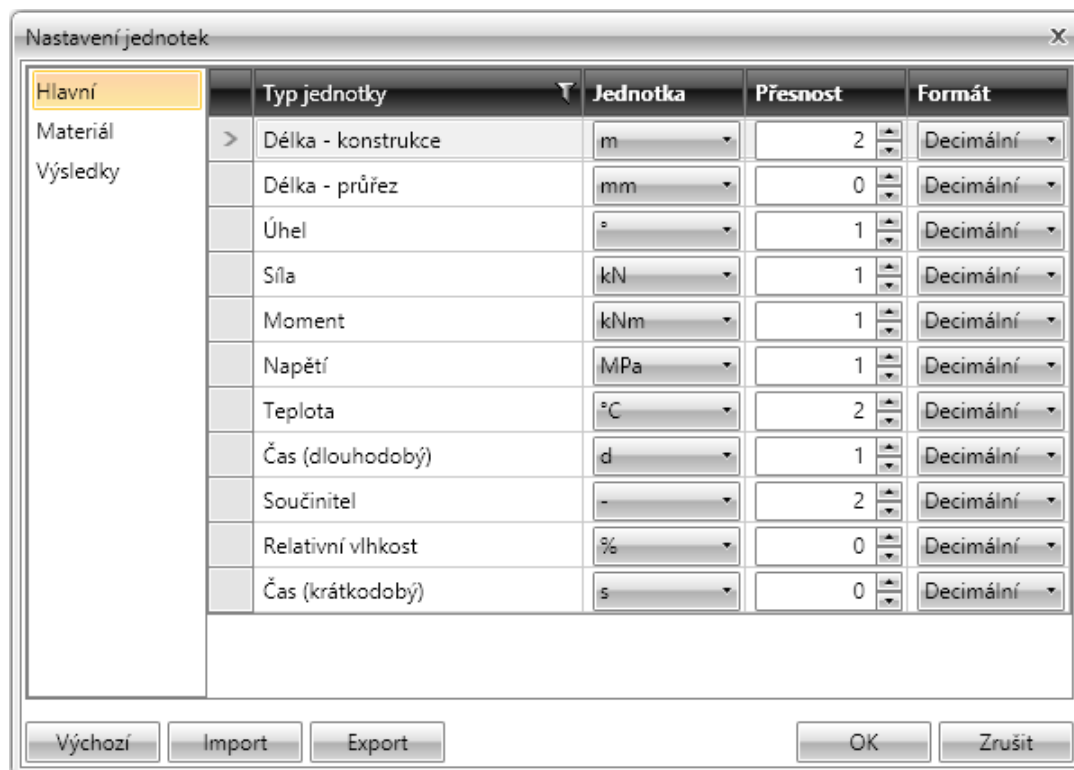 Nastavení jednotek x
Hlavní
Materiál
Výsledky
Typ jednotky Jednotka Přesnost Formát
> Délka - konstrukce m 2 Decimální
Délka - průřez mm 0 Decimální
Úhel ° 1 Decimální
Síla kN 1 Decimální
Moment kNm 1 Decimální
Napětí MPa 1 Decimální
Teplota °C 2 Decimální
Čas (dlouhodobý) d 1 Decimální
Součinitel - 2 Decimální
Relativní vlhkost % 0 Decimální
Čas (krátkodobý) s 0 Decimální
Výchozí Import Export OK Zrušit